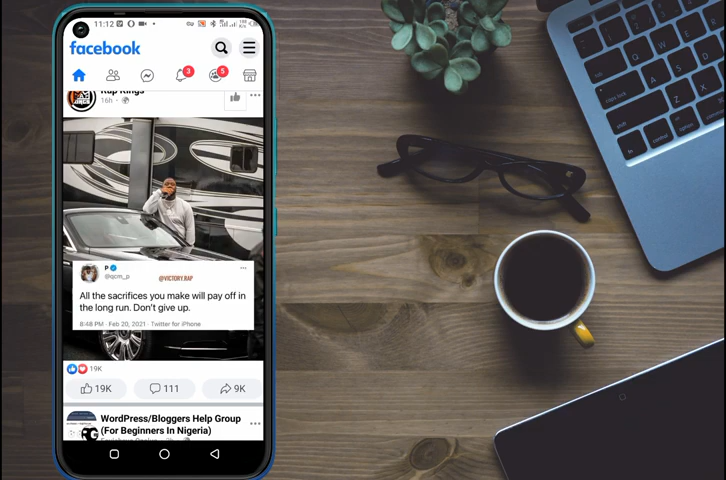 11:12
facebook
3
5
Rap Kings
16h
P
@qcm_p
@VICTORY.RAP
All the sacrifices you make will pay off in
the long run. Don't give up.
8:48 PM · Feb 20, 2021 · Twitter for iPhone
19K
19K
111
9K
WordPress/Bloggers Help Group
(For Beginners In Nigeria)